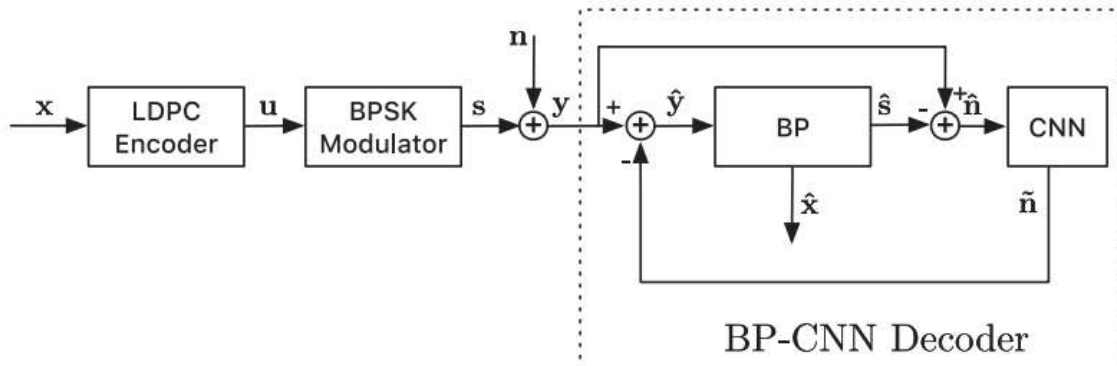 n
x
LDPC
Encoder
u
BPSK
Modulator
s
+
y
+
+
-
ŷ
BP
ŝ
-
+
+
n̂
CNN
x̂
ñ
BP-CNN Decoder